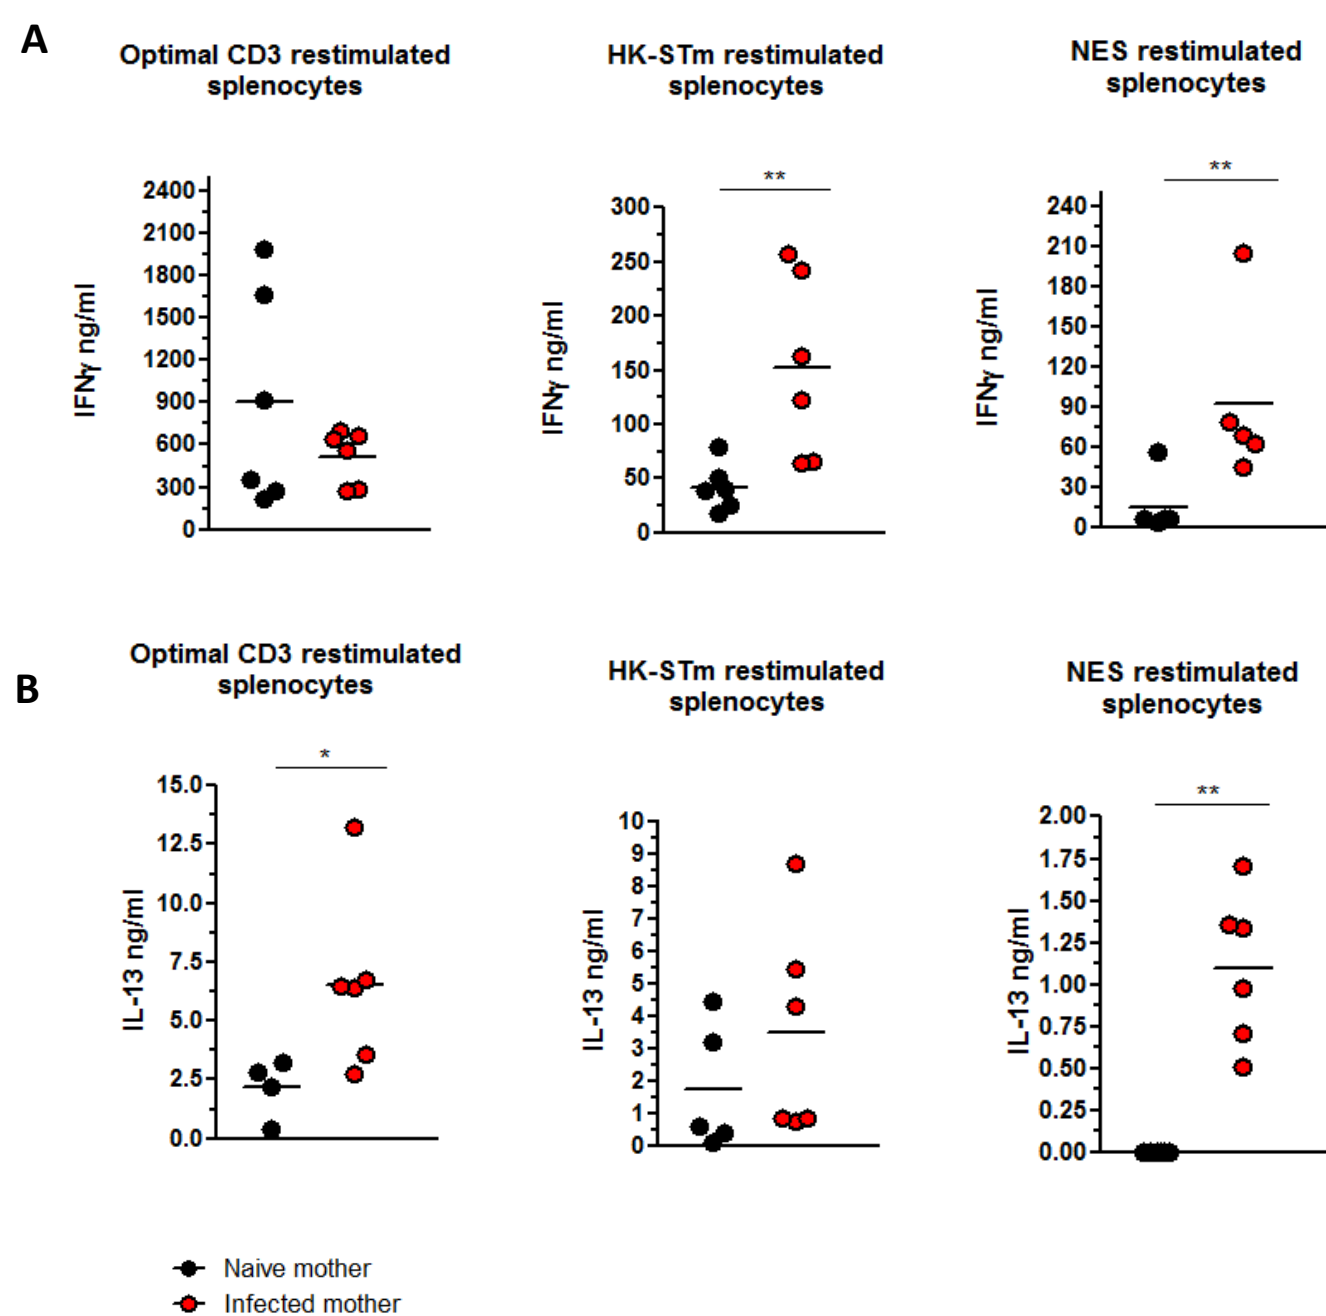 A
Optimal CD3 restimulated
splenocytes
HK-STm restimulated
splenocytes
NES restimulated
splenocytes
IFNγ ng/ml
2400
2100
1800
1500
1200
900
600
300
0
**
IFNγ ng/ml
300
250
200
150
100
50
0
**
IFNγ ng/ml
240
210
180
150
120
90
60
30
0
B
Optimal CD3 restimulated
splenocytes
HK-STm restimulated
splenocytes
NES restimulated
splenocytes
*
IL-13 ng/ml
15.0
12.5
10.0
7.5
5.0
2.5
0.0
IL-13 ng/ml
10
9
8
7
6
5
4
3
2
1
0
**
IL-13 ng/ml
2.00
1.75
1.50
1.25
1.00
0.75
0.50
0.25
0.00
Naive mother
Infected mother